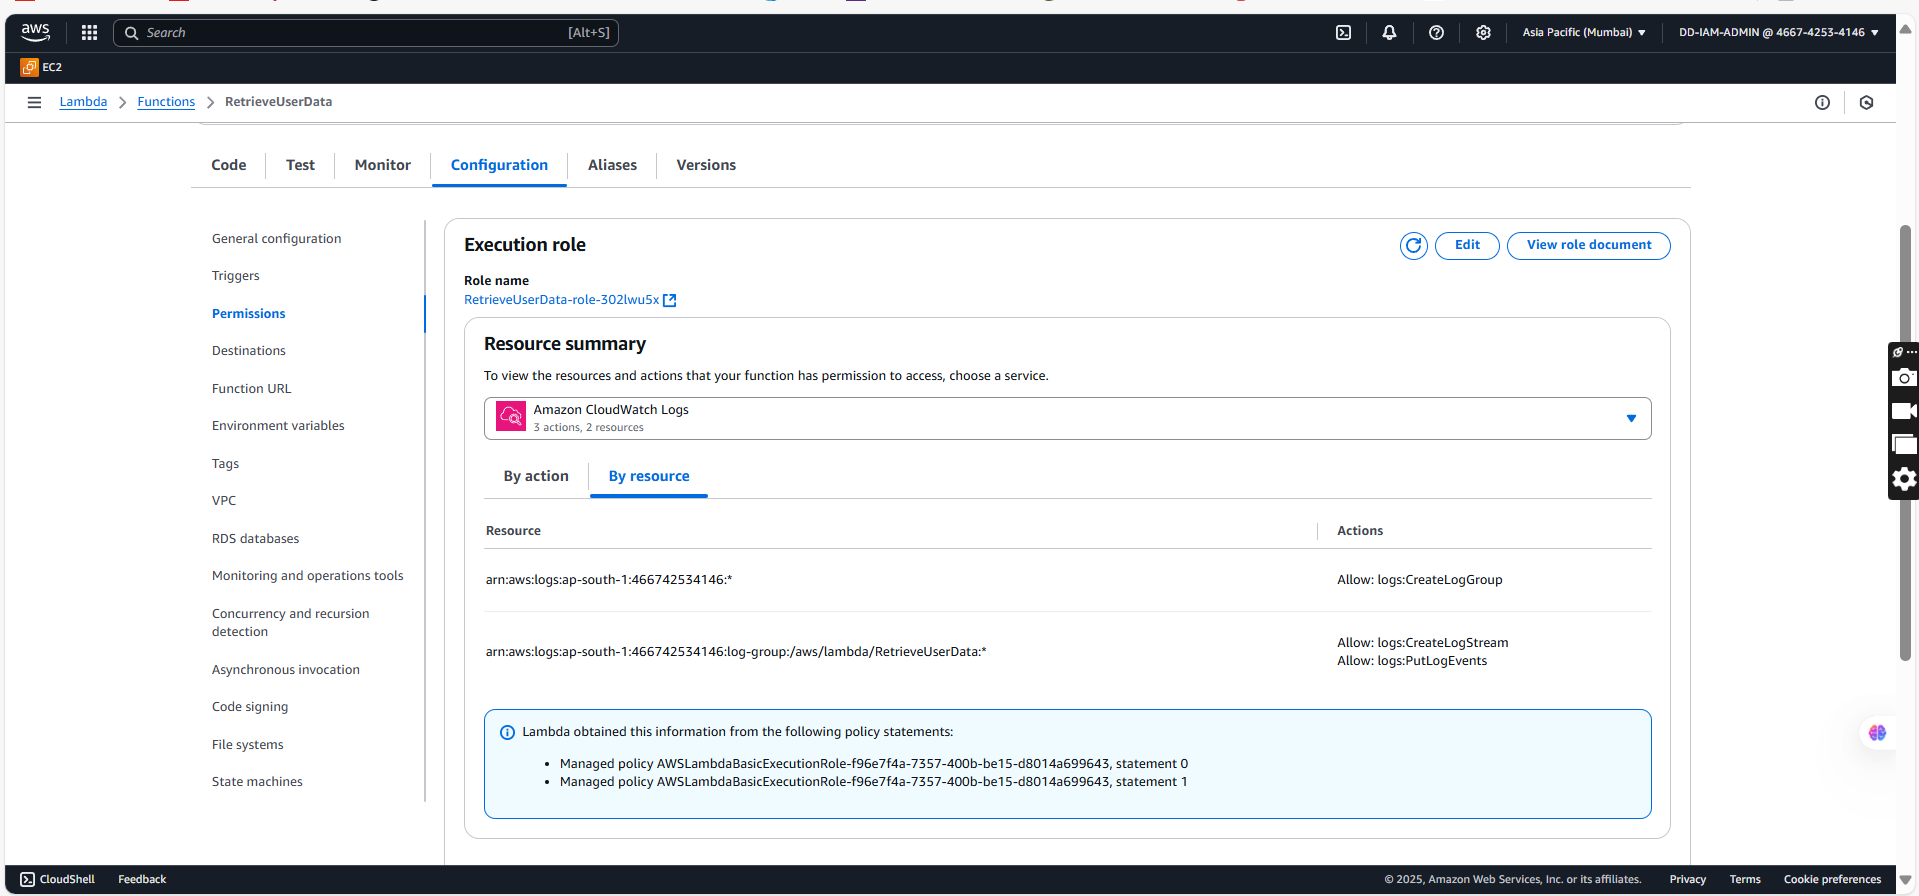 aws
Search [Alt+S]
Asia Pacific (Mumbai) DD-IAM-ADMIN @ 4667-4253-4146
EC2
Lambda Functions RetrieveUserData
Code Test Monitor Configuration Aliases Versions
General configuration
Triggers
Permissions
Destinations
Function URL
Environment variables
Tags
VPC
RDS databases
Monitoring and operations tools
Concurrency and recursion
detection
Asynchronous invocation
Code signing
File systems
State machines
Execution role
Edit View role document
Role name
RetrieveUserData-role-302lwu5x
Resource summary
To view the resources and actions that your function has permission to access, choose a service.
Amazon CloudWatch Logs
3 actions, 2 resources
By action By resource
Resource Actions
arn:aws:logs:ap-south-1:466742534146:* Allow: logs:CreateLogGroup
arn:aws:logs:ap-south-1:466742534146:log-group:/aws/lambda/RetrieveUserData:* Allow: logs:CreateLogStream
Allow: logs:PutLogEvents
Lambda obtained this information from the following policy statements:
• Managed policy AWSLambdaBasicExecutionRole-f96e7f4a-7357-400b-be15-d8014a699643, statement 0
• Managed policy AWSLambdaBasicExecutionRole-f96e7f4a-7357-400b-be15-d8014a699643, statement 1
CloudShell Feedback © 2025, Amazon Web Services, Inc. or its affiliates. Privacy Terms Cookie preferences